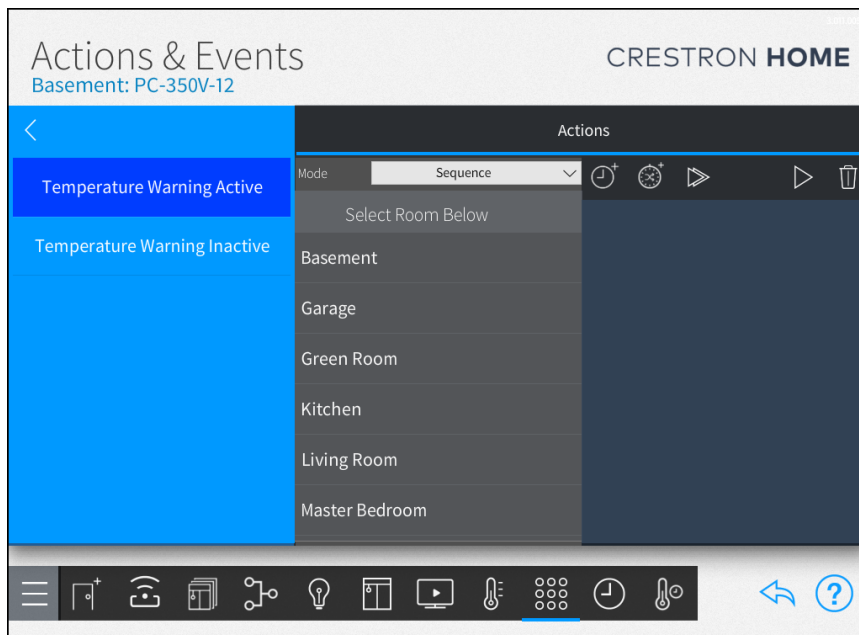 Actions & Events
Basement: PC-350V-12
CRESTRON HOME
Actions
Temperature Warning Active
Temperature Warning Inactive
Mode
Sequence
Select Room Below
Basement
Garage
Green Room
Kitchen
Living Room
Master Bedroom
?